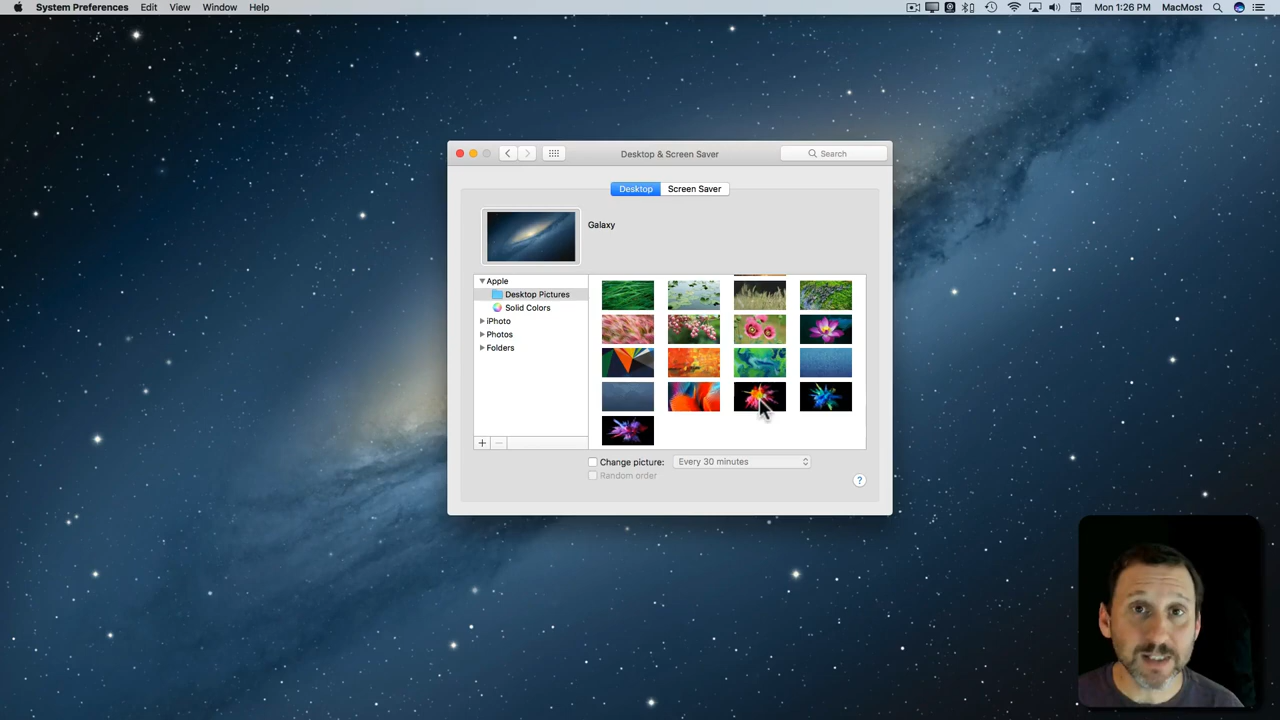 System Preferences Edit View Window Help Mon 1:26 PM MacMost
Desktop & Screen Saver Search
Desktop Screen Saver
Galaxy
Apple
Desktop Pictures
Solid Colors
iPhoto
Photos
Folders
+ −
Change picture: Every 30 minutes
Random order
?